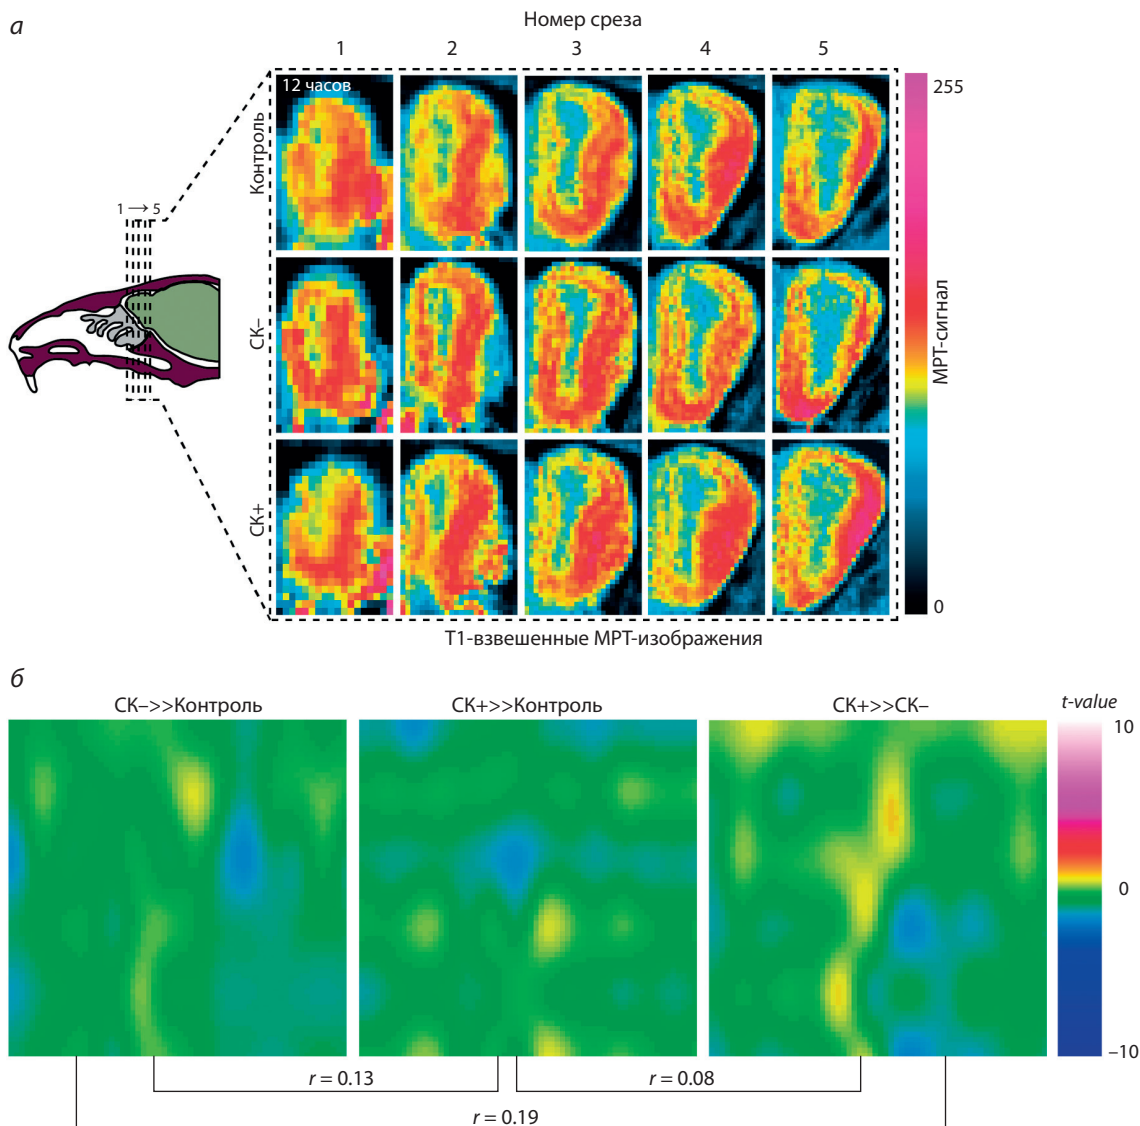 а
Номер среза
1 2 3 4 5
12 часов
255
Контроль
1 → 5
СК–
МРТ-сигнал
СК+
0
Т1-взвешенные МРТ-изображения
б
СК–>>Контроль СК+>>Контроль СК+>>СК– t-value
10
0
–10
r = 0.13 r = 0.08
r = 0.19